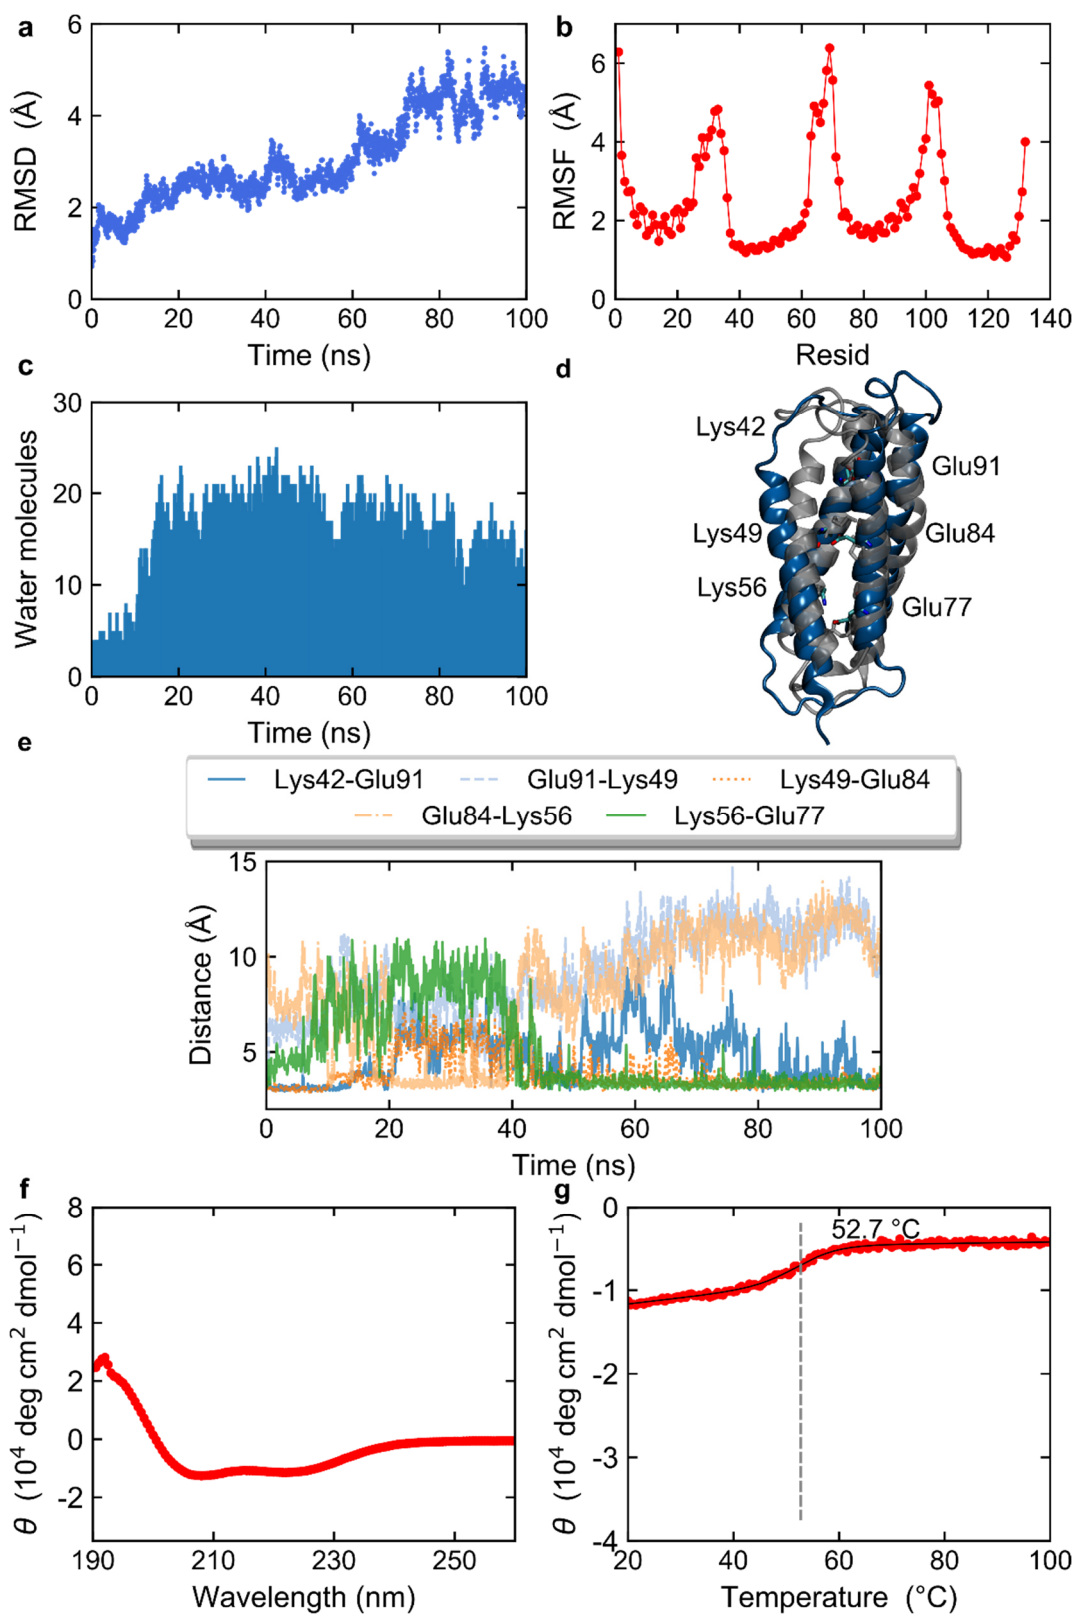 a
RMSD (Å)
6
4
2
0
0 20 40 60 80 100
Time (ns)
b
RMSF (Å)
6
4
2
0
0 20 40 60 80 100 120 140
Resid
c
Water molecules
30
20
10
0
0 20 40 60 80 100
Time (ns)
d
Lys42
Glu91
Lys49
Glu84
Lys56
Glu77
e
Lys42-Glu91 Glu91-Lys49 Lys49-Glu84
Glu84-Lys56 Lys56-Glu77
Distance (Å)
15
10
5
0 20 40 60 80 100
Time (ns)
f
θ (10⁴ deg cm² dmol⁻¹)
8
6
4
2
0
-2
190 210 230 250
Wavelength (nm)
g
θ (10⁴ deg cm² dmol⁻¹)
0
-1
-2
-3
-4
52.7 °C
20 40 60 80 100
Temperature (°C)